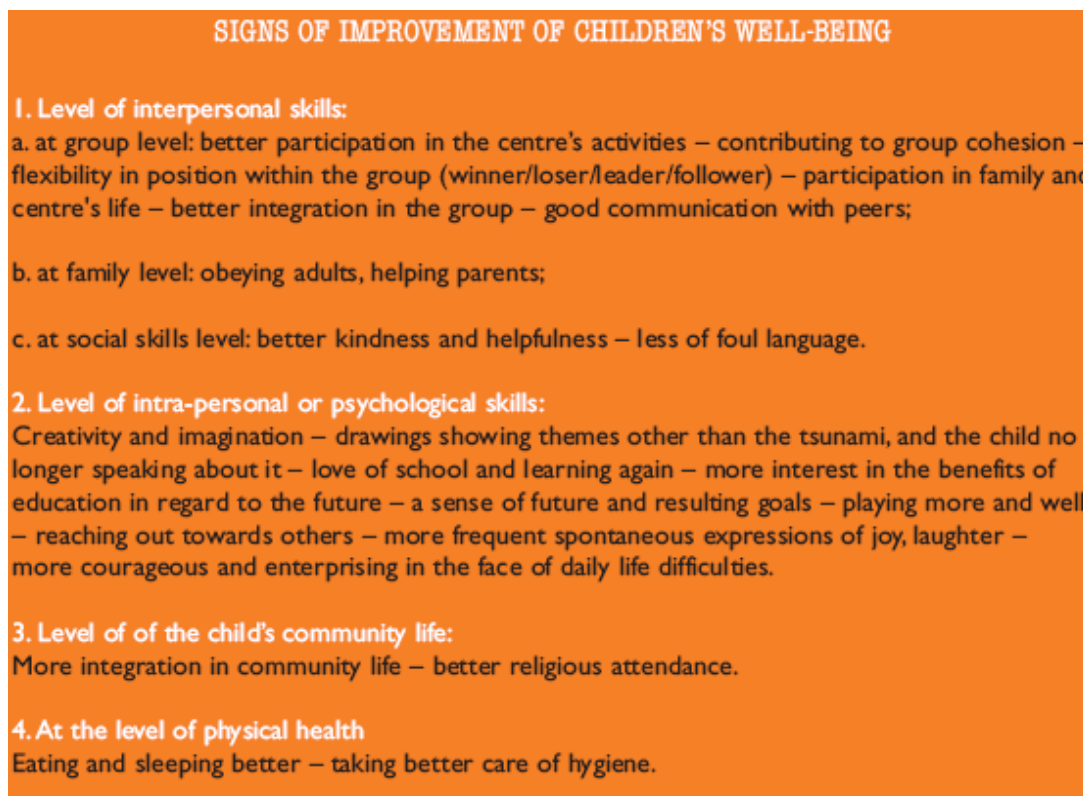 SIGNS OF IMPROVEMENT OF CHILDREN'S WELL-BEING
1. Level of interpersonal skills:
a. at group level: better participation in the centre's activities – contributing to group cohesion –
flexibility in position within the group (winner/loser/leader/follower) – participation in family and
centre's life – better integration in the group – good communication with peers;
b. at family level: obeying adults, helping parents;
c. at social skills level: better kindness and helpfulness – less of foul language.
2. Level of intra-personal or psychological skills:
Creativity and imagination – drawings showing themes other than the tsunami, and the child no
longer speaking about it – love of school and learning again – more interest in the benefits of
education in regard to the future – a sense of future and resulting goals – playing more and well
– reaching out towards others – more frequent spontaneous expressions of joy, laughter –
more courageous and enterprising in the face of daily life difficulties.
3. Level of of the child's community life:
More integration in community life – better religious attendance.
4. At the level of physical health
Eating and sleeping better – taking better care of hygiene.